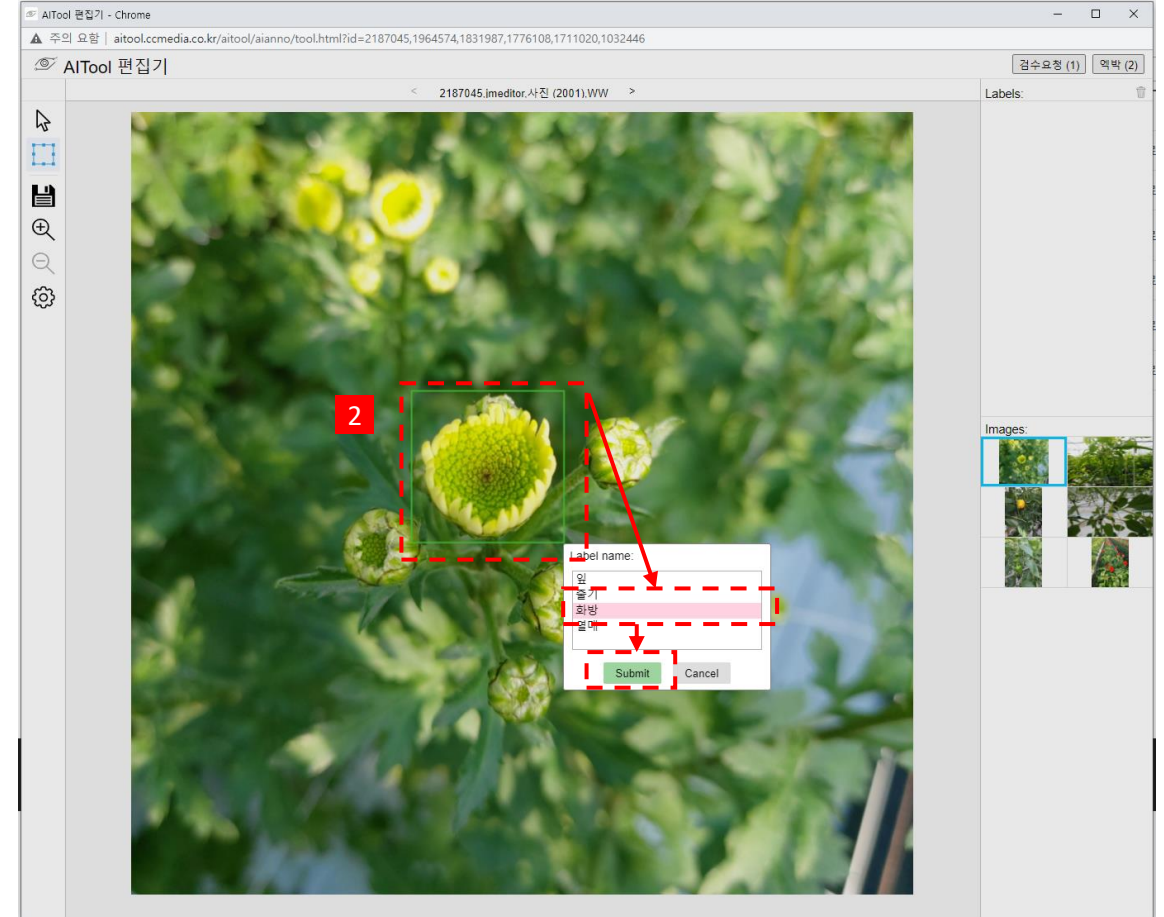 AITool 편집기 - Chrome
주의 요함 | aitool.ccmedia.co.kr/aitool/aianno/tool.html?id=2187045,1964574,1831987,1776108,1711020,1032446
AITool 편집기
검수요청 (1)
엑박 (2)
< 2187045.jmeditor.사진 (2001).WW >
Labels:
2
Label name:
잎
줄기
화방
열매
Submit
Cancel
Images: